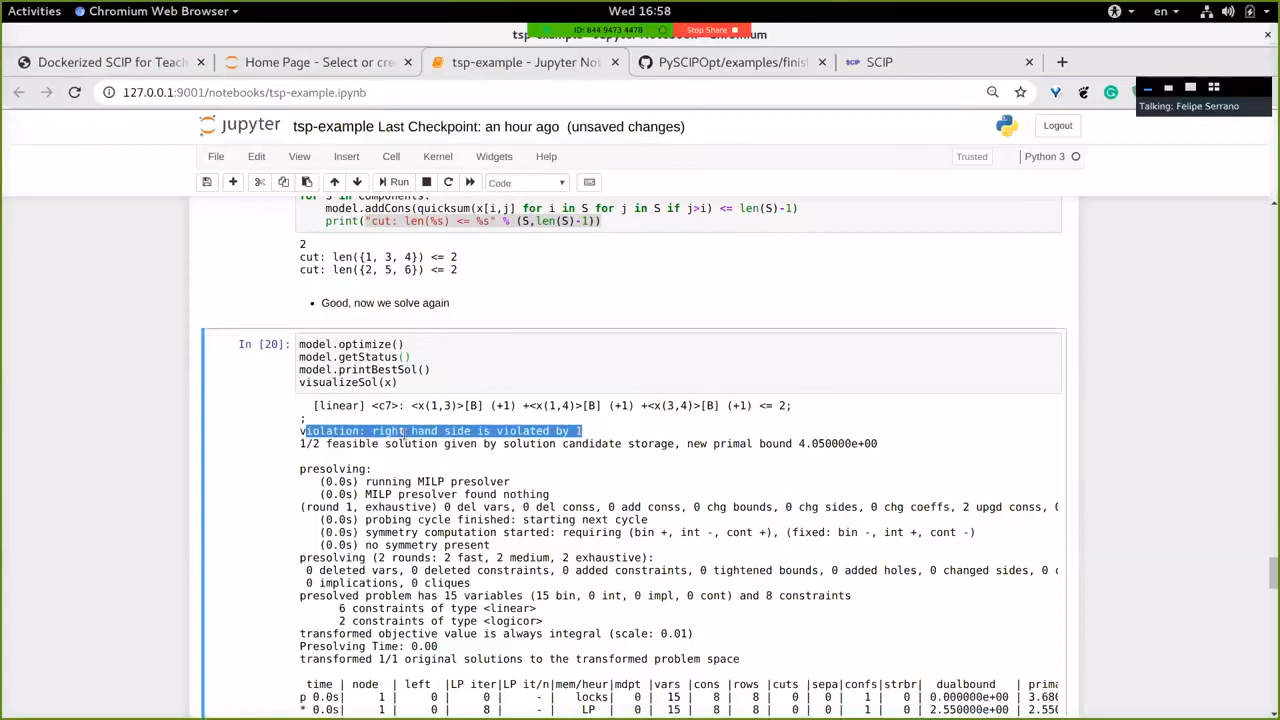 Activities Chromium Web Browser Wed 16:58 en
ID: 844 9473 4478 Stop Share
Dockerized SCIP for Teach Home Page - Select or cre tsp-example - Jupyter No PySCIPOpt/examples/finis SCIP
127.0.0.1:9001/notebooks/tsp-example.ipynb
Talking: Felipe Serrano
jupyter tsp-example Last Checkpoint: an hour ago (unsaved changes) Logout
File Edit View Insert Cell Kernel Widgets Help Trusted Python 3
Run Code
model.addCons(quicksum(x[i,j] for i in S for j in S if j>i) <= len(S)-1)
print("cut: len(%s) <= %s" % (S,len(S)-1))
2
cut: len({1, 3, 4}) <= 2
cut: len({2, 5, 6}) <= 2
• Good, now we solve again
In [20]:
model.optimize()
model.getStatus()
model.printBestSol()
visualizeSol(x)
[linear] <c7>: <x(1,3)>[B] (+1) +<x(1,4)>[B] (+1) +<x(3,4)>[B] (+1) <= 2;
;
violation: right hand side is violated by 1
1/2 feasible solution given by solution candidate storage, new primal bound 4.050000e+00
presolving:
(0.0s) running MILP presolver
(0.0s) MILP presolver found nothing
(round 1, exhaustive) 0 del vars, 0 del conss, 0 add conss, 0 chg bounds, 0 chg sides, 0 chg coeffs, 2 upgd conss, 0
(0.0s) probing cycle finished: starting next cycle
(0.0s) symmetry computation started: requiring (bin +, int -, cont +), (fixed: bin -, int +, cont -)
(0.0s) no symmetry present
presolving (2 rounds: 2 fast, 2 medium, 2 exhaustive):
0 deleted vars, 0 deleted constraints, 0 added constraints, 0 tightened bounds, 0 added holes, 0 changed sides, 0 c
0 implications, 0 cliques
presolved problem has 15 variables (15 bin, 0 int, 0 impl, 0 cont) and 8 constraints
6 constraints of type <linear>
2 constraints of type <logicor>
transformed objective value is always integral (scale: 0.01)
Presolving Time: 0.00
transformed 1/1 original solutions to the transformed problem space
time | node | left |LP iter|LP it/n|mem/heur|mdpt |vars |cons |rows |cuts |sepa|confs|strbr| dualbound | prima
p 0.0s| 1 | 0 | 0 | - | locks| 0 | 15 | 8 | 8 | 0 | 0 | 1 | 0 | 0.000000e+00 | 3.680
* 0.0s| 1 | 0 | 8 | - | LP | 0 | 15 | 8 | 8 | 0 | 0 | 1 | 0 | 2.550000e+00 | 2.550